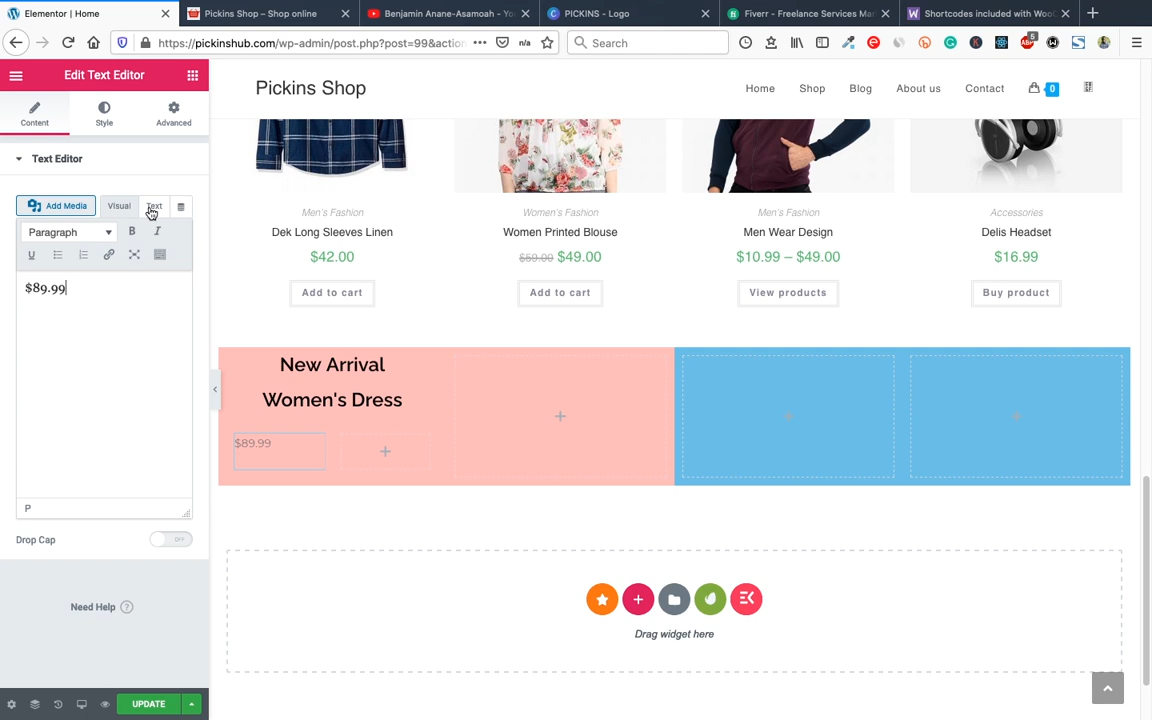 Elemento‌r | Home
Pickins Shop – Shop online
Benjamin Anane-Asamoah - Yo
PICKINS - Logo
Fiverr - Freelance Services Mar
Shortcodes included with WooC
https://pickinshub.com/wp-admin/post.php?post=99&action
n/a
Search
5
Edit Text Editor
Pickins Shop
Home
Shop
Blog
About us
Contact
0
Content
Style
Advanced
Text Editor
Add Media
Visual
Text
Paragraph
B
I
U
$89.99
P
Drop Cap
OFF
Need Help ?
UPDATE
Men's Fashion
Women's Fashion
Men's Fashion
Accessories
Dek Long Sleeves Linen
Women Printed Blouse
Men Wear Design
Delis Headset
$42.00
$59.00 $49.00
$10.99 – $49.00
$16.99
Add to cart
Add to cart
View products
Buy product
New Arrival
Women's Dress
$89.99
Drag widget here